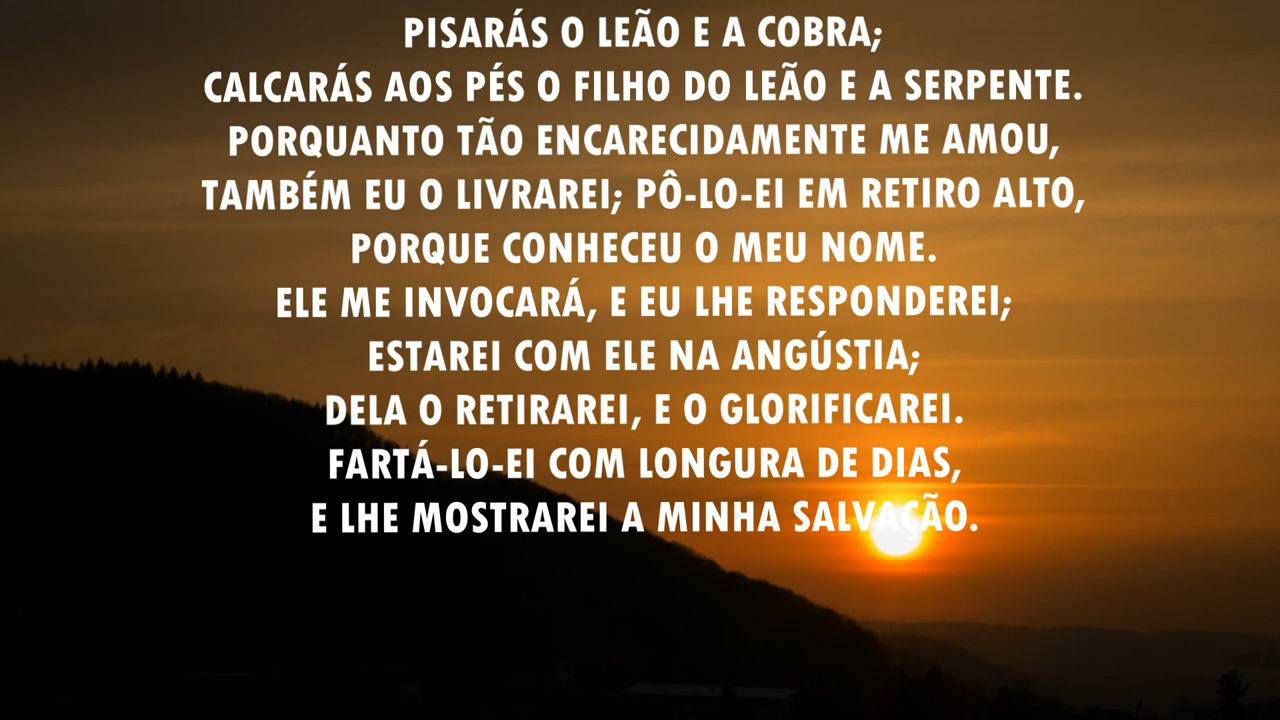 PISARÁS O LEÃO E A COBRA;
CALCARÁS AOS PÉS O FILHO DO LEÃO E A SERPENTE.
PORQUANTO TÃO ENCARECIDAMENTE ME AMOU,
TAMBÉM EU O LIVRAREI; PÔ-LO-EI EM RETIRO ALTO,
PORQUE CONHECEU O MEU NOME.
ELE ME INVOCARÁ, E EU LHE RESPONDEREI;
ESTAREI COM ELE NA ANGÚSTIA;
DELA O RETIRAREI, E O GLORIFICAREI.
FARTÁ-LO-EI COM LONGURA DE DIAS,
E LHE MOSTRAREI A MINHA SALVAÇÃO.